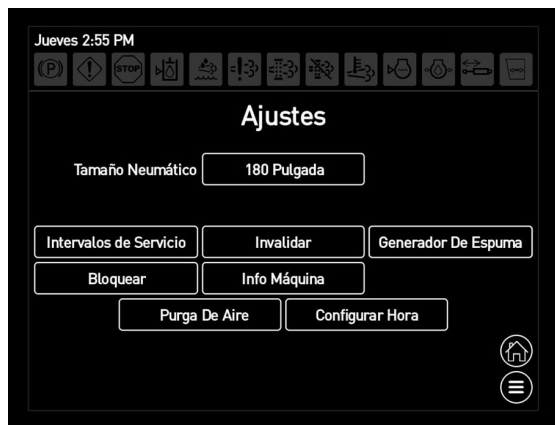 Jueves 2:55 PM
(P) STOP
Ajustes
Tamaño Neumático 180 Pulgada
Intervalos de Servicio Invalidar Generador De Espuma
Bloquear Info Máquina
Purga De Aire Configurar Hora